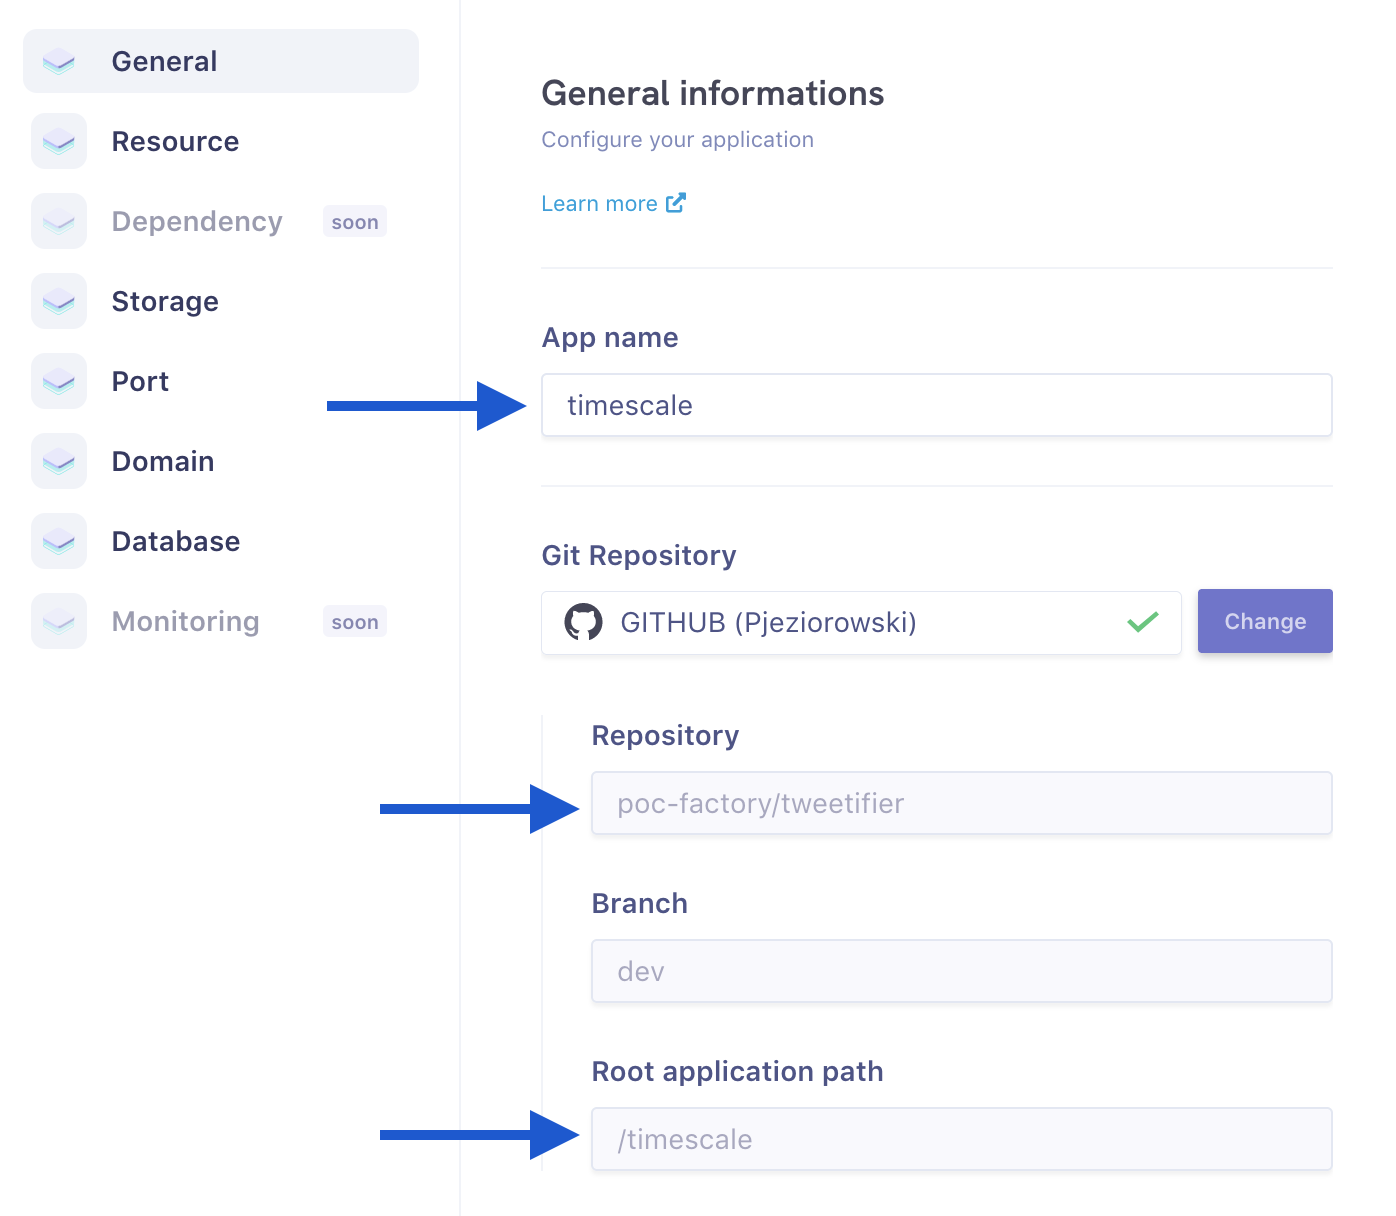 General
Resource
Dependency soon
Storage
Port
Domain
Database
Monitoring soon
General informations
Configure your application
Learn more
App name
timescale
Git Repository
GITHUB (Pjeziorowski)
Change
Repository
poc-factory/tweetifier
Branch
dev
Root application path
/timescale